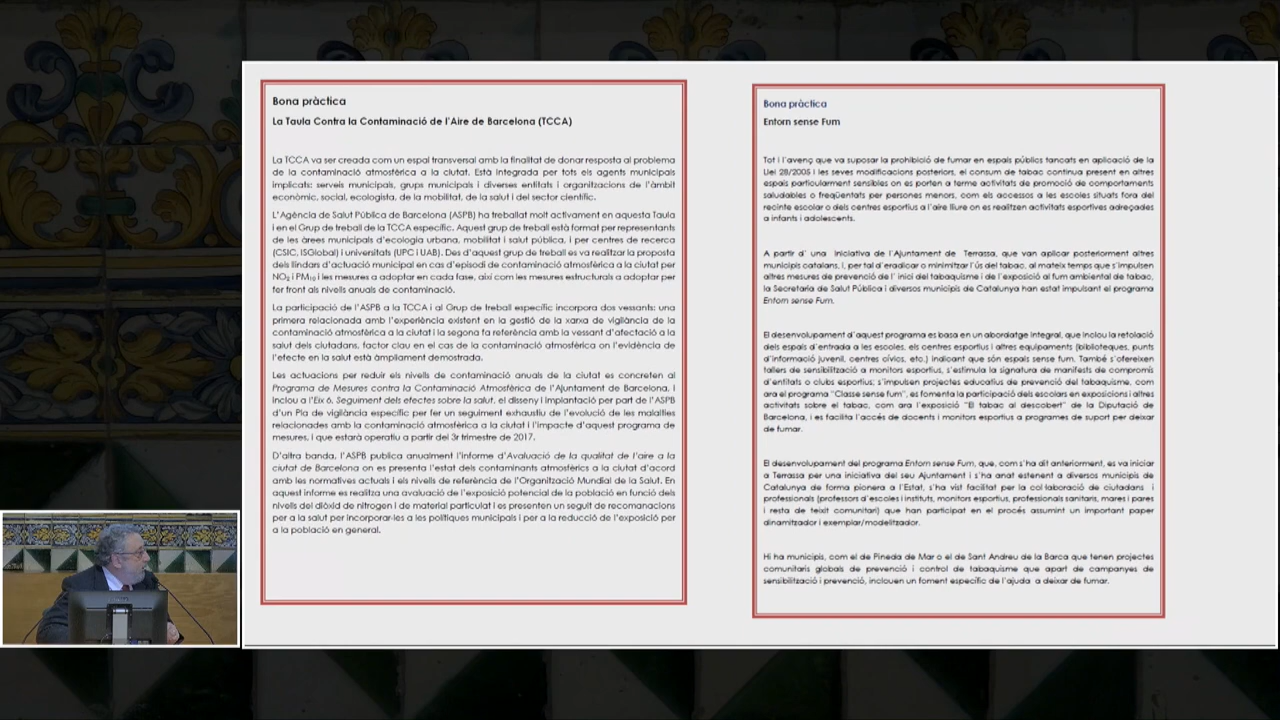 Bona pràctica
La Taula Contra la Contaminació de l'Aire de Barcelona (TCCA)
La TCCA va ser creada com un espai transversal amb la finalitat de donar resposta al problema
de la contaminació atmosfèrica a la ciutat. Està integrada per tots els agents municipals
implicats: serveis municipals, grups municipals i diverses entitats i organitzacions de l'àmbit
econòmic, social, ecologista, de la mobilitat, de la salut i del sector científic.
L'Agència de Salut Pública de Barcelona (ASPB) ha treballat molt activament en aquesta Taula
i en el Grup de treball de la TCCA específic. Aquest grup de treball està format per representants
de les àrees municipals d'ecologia urbana, mobilitat i salut pública, i per centres de recerca
(CSIC, ISGlobal) i universitats (UPC i UAB). Des d'aquest grup de treball es va realitzar la proposta
dels llindars d'actuació municipal en cas d'episodi de contaminació atmosfèrica a la ciutat per
NO₂ i PM₁₀ i les mesures a adoptar en cada fase, així com les mesures estructurals a adoptar per
fer front als nivells anuals de contaminació.
La participació de l'ASPB a la TCCA i al Grup de treball específic incorpora dos vessants: una
primera relacionada amb l'experiència existent en la gestió de la xarxa de vigilància de la
contaminació atmosfèrica a la ciutat i la segona fa referència amb la vessant d'afectació a la
salut dels ciutadans, factor clau en el cas de la contaminació atmosfèrica on l'evidència de
l'efecte en la salut està àmpliament demostrada.
Les actuacions per reduir els nivells de contaminació anuals de la ciutat es concreten al
Programa de Mesures contra la Contaminació Atmosfèrica de l'Ajuntament de Barcelona, i
inclou a l'Eix 6, Seguiment dels efectes sobre la salut, el disseny i implantació per part de l'ASPB
d'un Pla de vigilància específic per fer un seguiment exhaustiu de l'evolució de les malalties
relacionades amb la contaminació atmosfèrica a la ciutat i l'impacte d'aquest programa de
mesures, i que estarà operatiu a partir del 3r trimestre de 2017.
D'altra banda, l'ASPB publica anualment l'informe d'Avaluació de la qualitat de l'aire a la
ciutat de Barcelona on es presenta l'estat dels contaminants atmosfèrics a la ciutat d'acord
amb les normatives actuals i els nivells de referència de l'Organització Mundial de la Salut. En
aquest informe es realitza una avaluació de l'exposició potencial de la població en funció dels
nivells del diòxid de nitrogen i de material particulat i es presenten un seguit de recomanacions
per a la salut per incorporar-les a les polítiques municipals i per a la reducció de l'exposició per
a la població en general.
Bona pràctica
Entorn sense Fum
Tot i l'avenç que va suposar la prohibició de fumar en espais públics tancats en aplicació de la
Llei 28/2005 i les seves modificacions posteriors, el consum de tabac continua present en altres
espais particularment sensibles on es porten a terme activitats de promoció de comportaments
saludables o freqüentats per persones menors, com els accessos a les escoles situats fora del
recinte escolar o dels centres esportius a l'aire lliure on es realitzen activitats esportives adreçades
a infants i adolescents.
A partir d' una iniciativa de l'Ajuntament de Terrassa, que van aplicar posteriorment altres
municipis catalans, i, per tal d'eradicar o minimitzar l'ús del tabac, al mateix temps que s'impulsen
altres mesures de prevenció de l' inici del tabaquisme i de l'exposició al fum ambiental de tabac,
la Secretaria de Salut Pública i diversos municipis de Catalunya han estat impulsant el programa
Entorn sense Fum.
El desenvolupament d'aquest programa es basa en un abordatge integral, que inclou la retolació
dels espais d'entrada a les escoles, els centres esportius i altres equipaments (biblioteques, punts
d'informació juvenil, centres cívics, etc.) indicant que són espais sense fum. També s'ofereixen
tallers de sensibilització a monitors esportius, s'estimula la signatura de manifests de compromís
d'entitats o clubs esportius; s'impulsen projectes educatius de prevenció del tabaquisme, com
ara el programa "Classe sense fum", es fomenta la participació dels escolars en exposicions i altres
activitats sobre el tabac, com ara l'exposició "El tabac al descobert" de la Diputació de
Barcelona, i es facilita l'accés de docents i monitors esportius a programes de suport per deixar
de fumar.
El desenvolupament del programa Entorn sense Fum, que, com s'ha dit anteriorment, es va iniciar
a Terrassa per una iniciativa del seu Ajuntament i s'ha anat estenent a diversos municipis de
Catalunya de forma pionera a l'Estat, s'ha vist facilitat per la col·laboració de ciutadans i
professionals (professors d'escoles i instituts, monitors esportius, professionals sanitaris, mares i pares
i resta de teixit comunitari) que han participat en el procés assumint un important paper
dinamitzador i exemplar/modelitzador.
Hi ha municipis, com el de Pineda de Mar o el de Sant Andreu de la Barca que tenen projectes
comunitaris globals de prevenció i control de tabaquisme que apart de campanyes de
sensibilització i prevenció, inclouen un foment específic de l'ajuda a deixar de fumar.